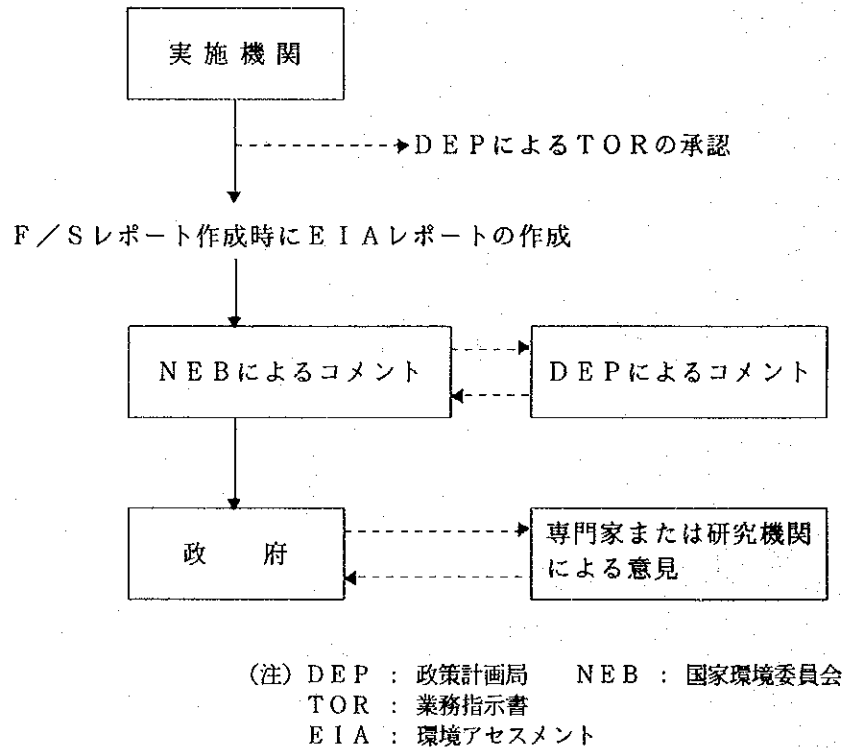 実施機関
DEPによるTORの承認
F/Sレポート作成時にEIAレポートの作成
NEBによるコメント
DEPによるコメント
政 府
専門家または研究機関
による意見
(注) DEP : 政策計画局 NEB : 国家環境委員会
TOR : 業務指示書
EIA : 環境アセスメント